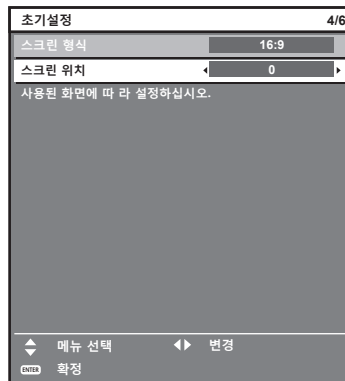 초기설정 4/6
스크린 형식 16:9
스크린 위치 0
사용된 화면에 따 라 설정하십시오.
메뉴 선택 변경
ENTER 확정